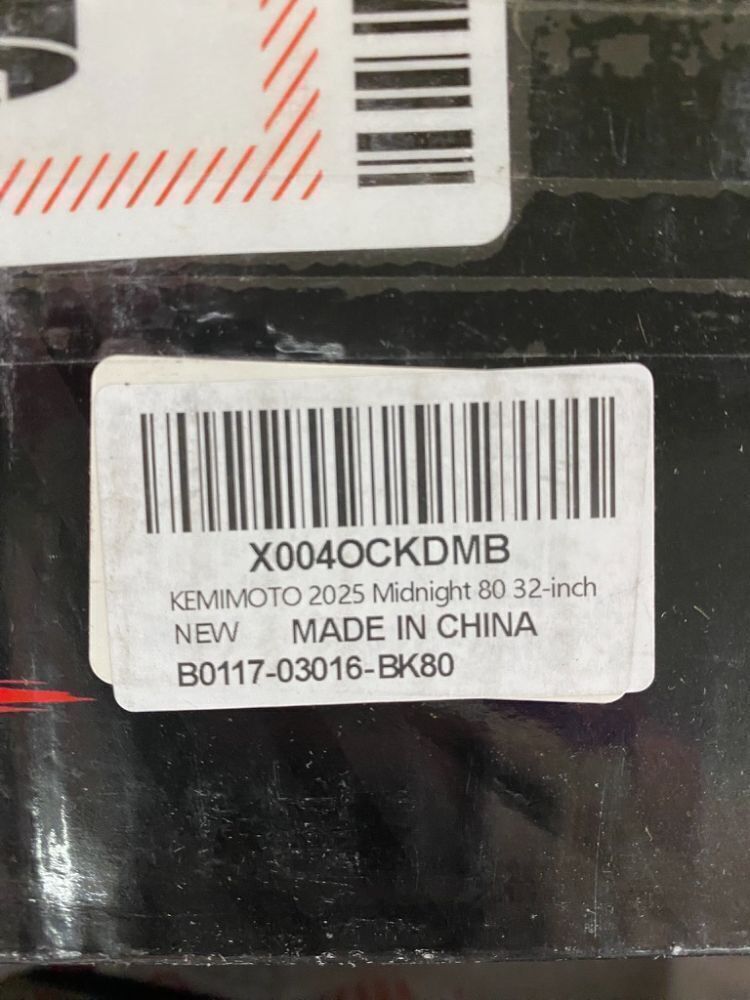 X004OCKDMB
KEMIMOTO 2025 Midnight 80 32-inch
NEW MADE IN CHINA
B0117-03016-BK80